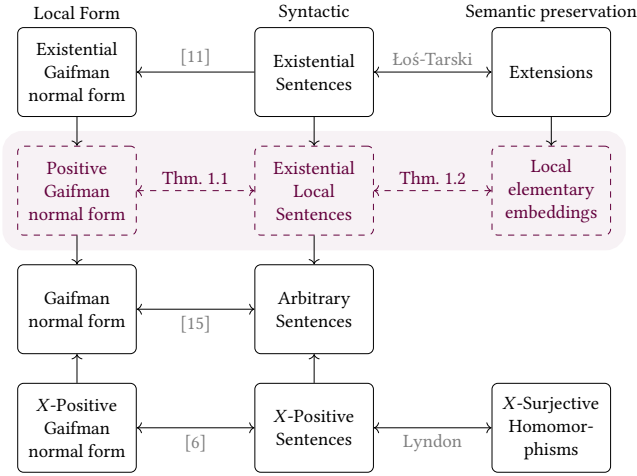 Local Form
Syntactic
Semantic preservation
Existential
Gaifman
normal form
[11]
Existential
Sentences
Łoś-Tarski
Extensions
Positive
Gaifman
normal form
Thm. 1.1
Existential
Local
Sentences
Thm. 1.2
Local
elementary
embeddings
Gaifman
normal form
[15]
Arbitrary
Sentences
X-Positive
Gaifman
normal form
[6]
X-Positive
Sentences
Lyndon
X-Surjective
Homomor-
phisms